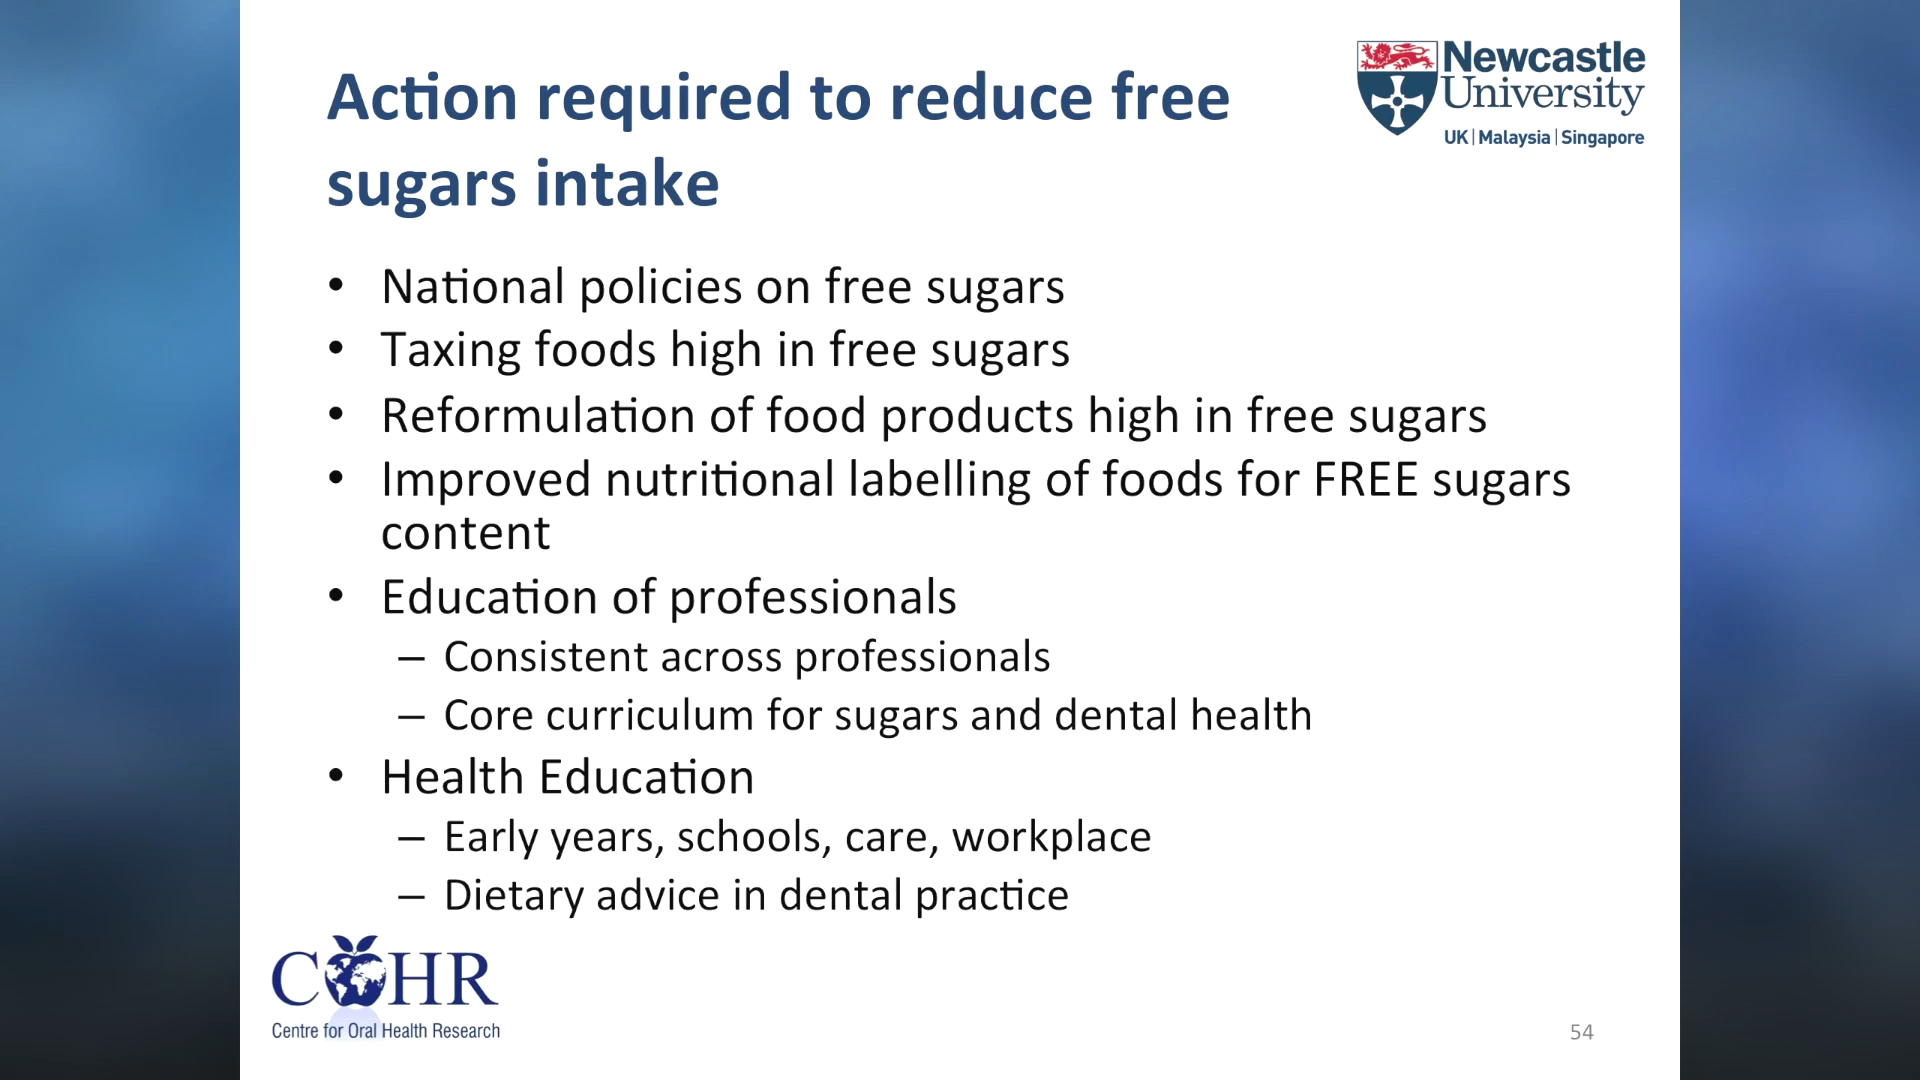 Action required to reduce free
sugars intake
Newcastle
University
UK | Malaysia | Singapore
• National policies on free sugars
• Taxing foods high in free sugars
• Reformulation of food products high in free sugars
• Improved nutritional labelling of foods for FREE sugars
content
• Education of professionals
– Consistent across professionals
– Core curriculum for sugars and dental health
• Health Education
– Early years, schools, care, workplace
– Dietary advice in dental practice
COHR
Centre for Oral Health Research
54